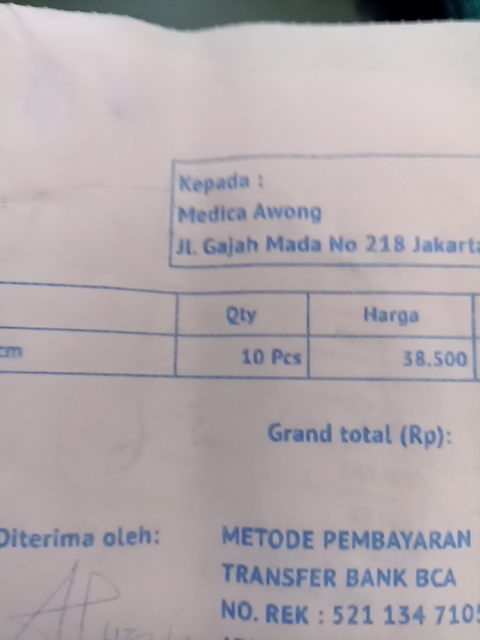 Kepada :
Medica Awong
Jl. Gajah Mada No 218 Jakarta
Qty Harga
cm 10 Pcs 38.500
Grand total (Rp):
Diterima oleh: METODE PEMBAYARAN
TRANSFER BANK BCA
NO. REK : 521 134 7105